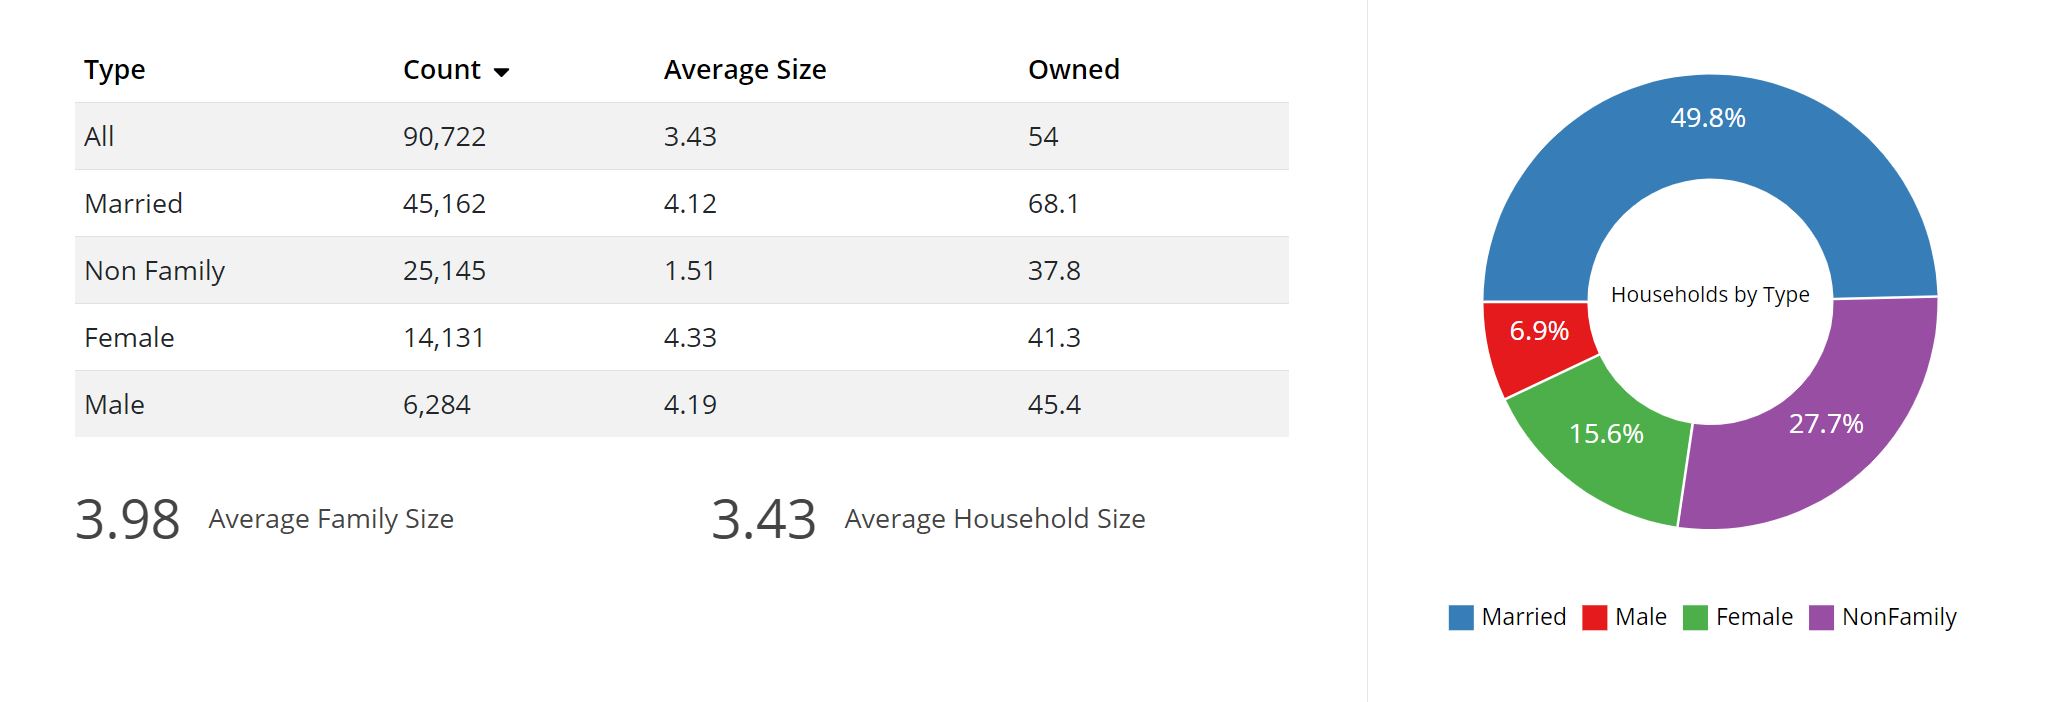 Type Count Average Size Owned
All 90,722 3.43 54
Married 45,162 4.12 68.1
Non Family 25,145 1.51 37.8
Female 14,131 4.33 41.3
Male 6,284 4.19 45.4
3.98 Average Family Size 3.43 Average Household Size
49.8%
Households by Type
6.9%
27.7%
15.6%
Married Male Female NonFamily